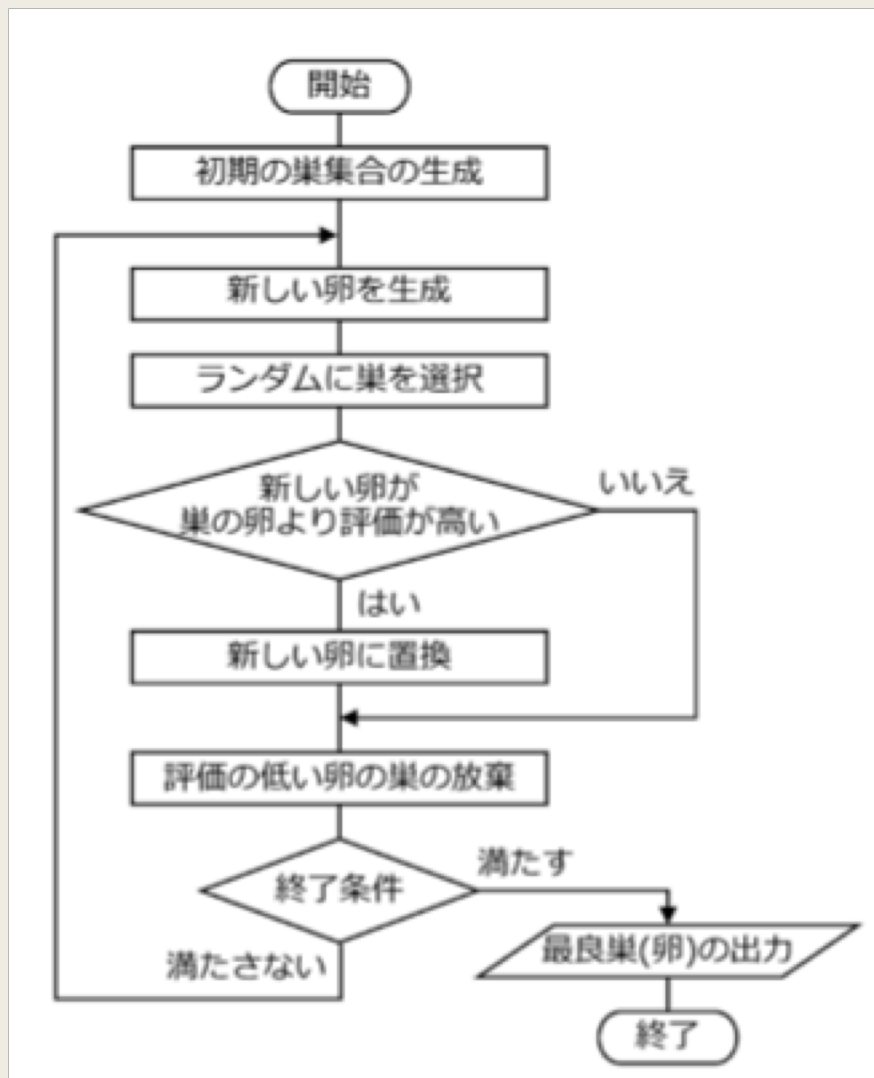 開始
初期の巣集合の生成
新しい卵を生成
ランダムに巣を選択
新しい卵が
巣の卵より評価が高い
いいえ
はい
新しい卵に置換
評価の低い卵の巣の放棄
終了条件
満たす
満たさない
最良巣(卵)の出力
終了